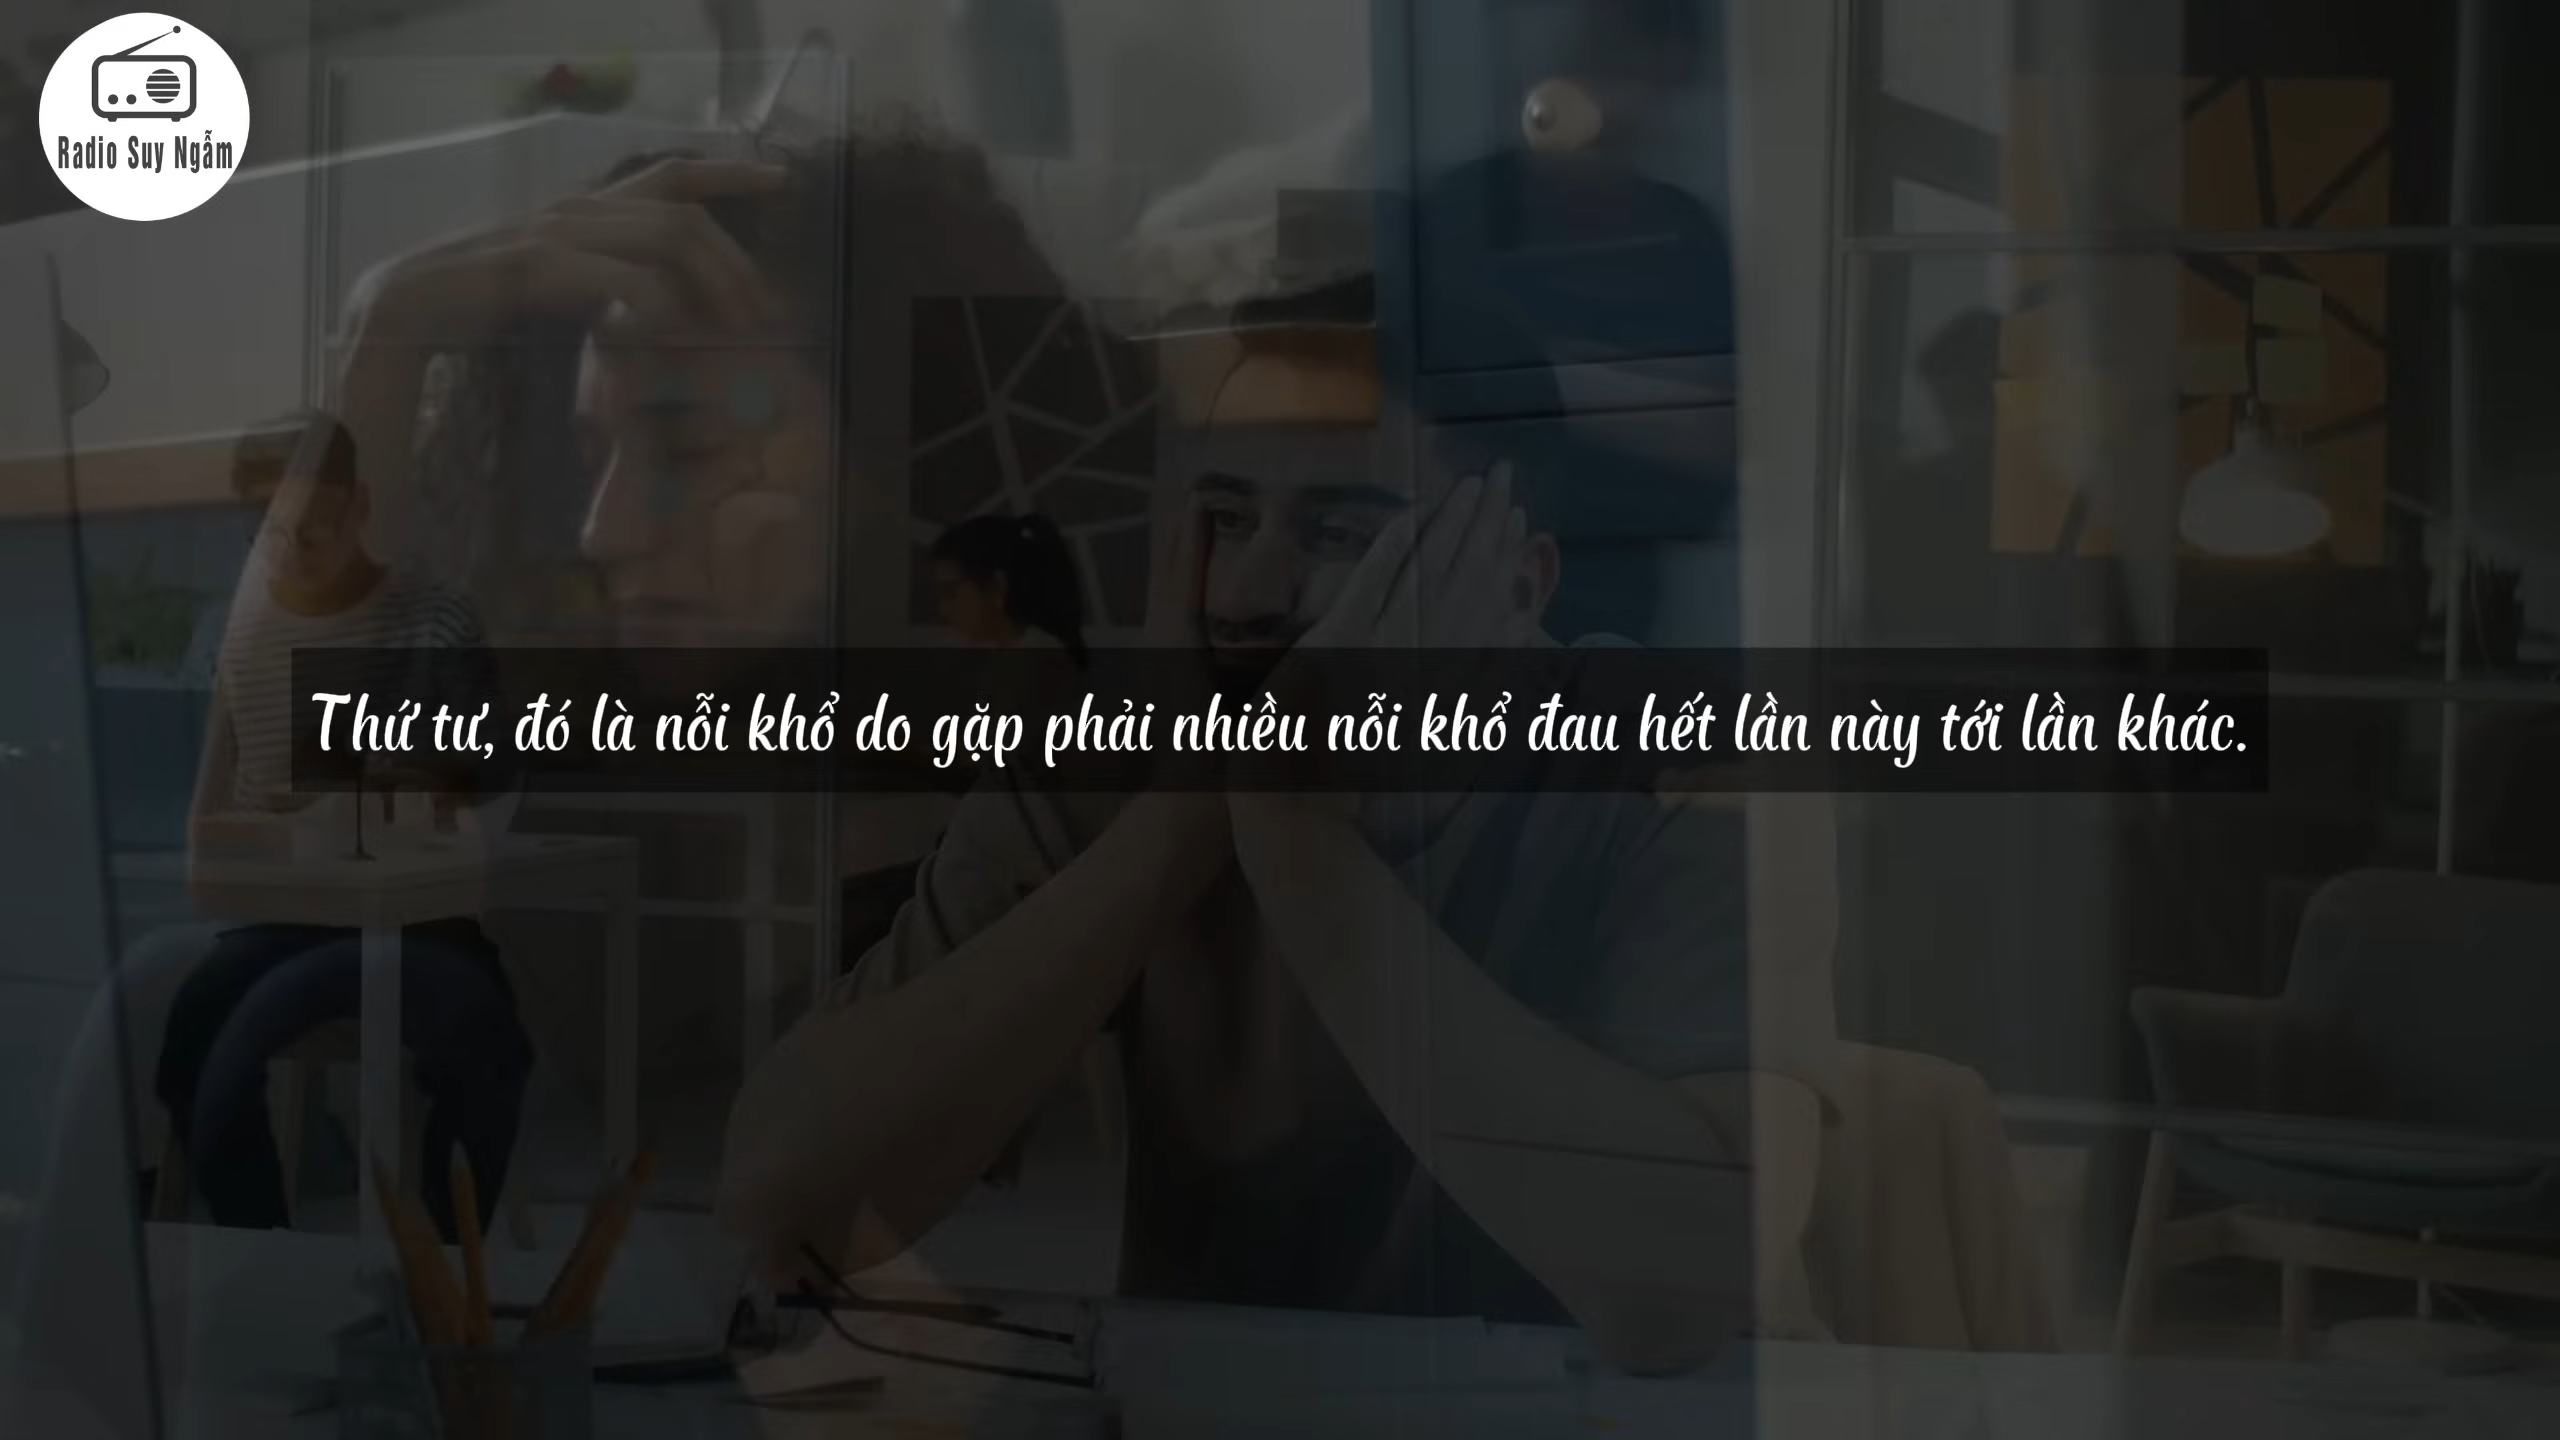 Radio Suy Ngẫm
Thứ tư, đó là nỗi khổ do gặp phải nhiều nỗi khổ đau hết lần này tới lần khác.